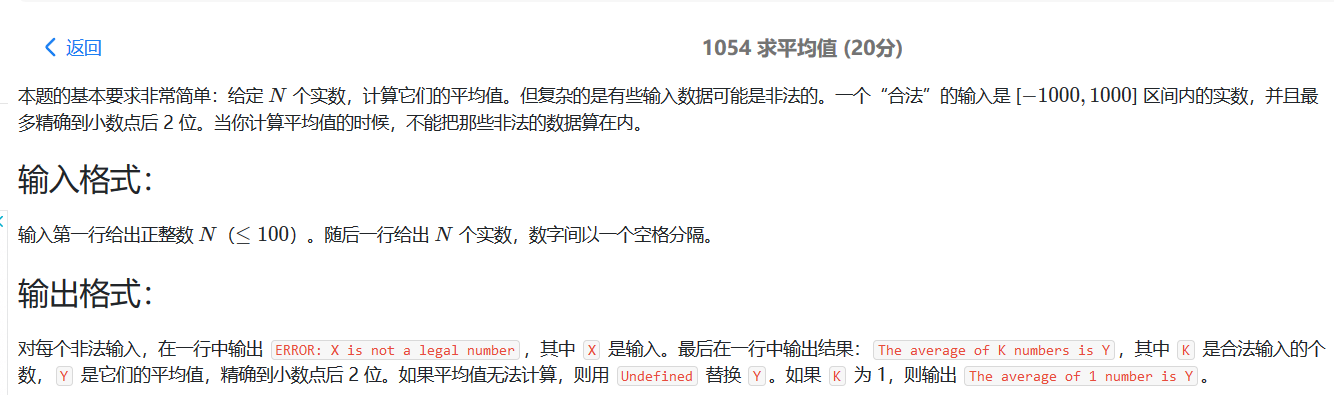 返回
1054 求平均值 (20分)
本题的基本要求非常简单：给定 N 个实数，计算它们的平均值。但复杂的是有些输入数据可能是非法的。一个“合法”的输入是 [−1000,1000] 区间内的实数，并且最
多精确到小数点后 2 位。当你计算平均值的时候，不能把那些非法的数据算在内。
输入格式：
输入第一行给出正整数 N（≤ 100）。随后一行给出 N 个实数，数字间以一个空格分隔。
输出格式：
对每个非法输入，在一行中输出 ERROR: X is not a legal number，其中 X 是输入。最后在一行中输出结果：The average of K numbers is Y，其中 K 是合法输入的个
数，Y 是它们的平均值，精确到小数点后 2 位。如果平均值无法计算，则用 Undefined 替换 Y。如果 K 为 1，则输出 The average of 1 number is Y。